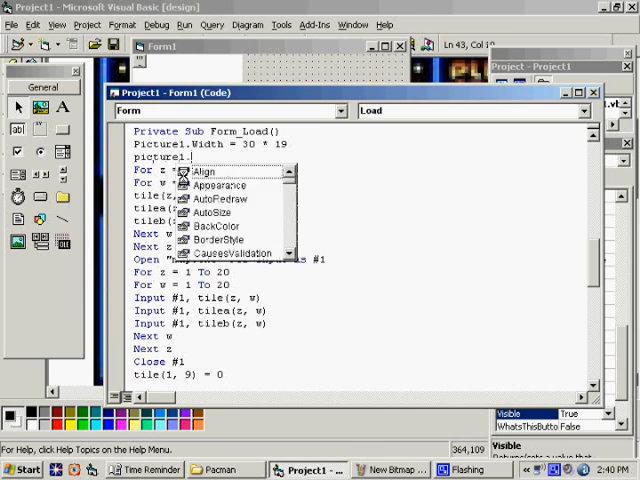 Project1 - Microsoft Visual Basic [design]
File Edit View Project Format Debug Run Query Diagram Tools Add-Ins Window Help
Ln 43, Col
Form1
Project - Project1
General
Project1 - Form1 (Code)
Form Load
Private Sub Form_Load()
Picture1.Width = 30 * 19
picture1.
For z =
For w =
tile(z,
tilea(z
tileb(
Next w
Next z
Align
Appearance
AutoRedraw
AutoSize
BackColor
BorderStyle
CausesValidation
Open #1
For z = 1 To 20
For w = 1 To 20
Input #1, tile(z, w)
Input #1, tilea(z, w)
Input #1, tileb(z, w)
Next w
Next z
Close #1
tile(1, 9) = 0
Visible True
WhatsThisButto
Visible
For Help, click Help Topics on the Help Menu.
364,109
Start
Time Reminder
Pacman
Project1 - ...
New Bitmap ...
Flashing
2:40 PM